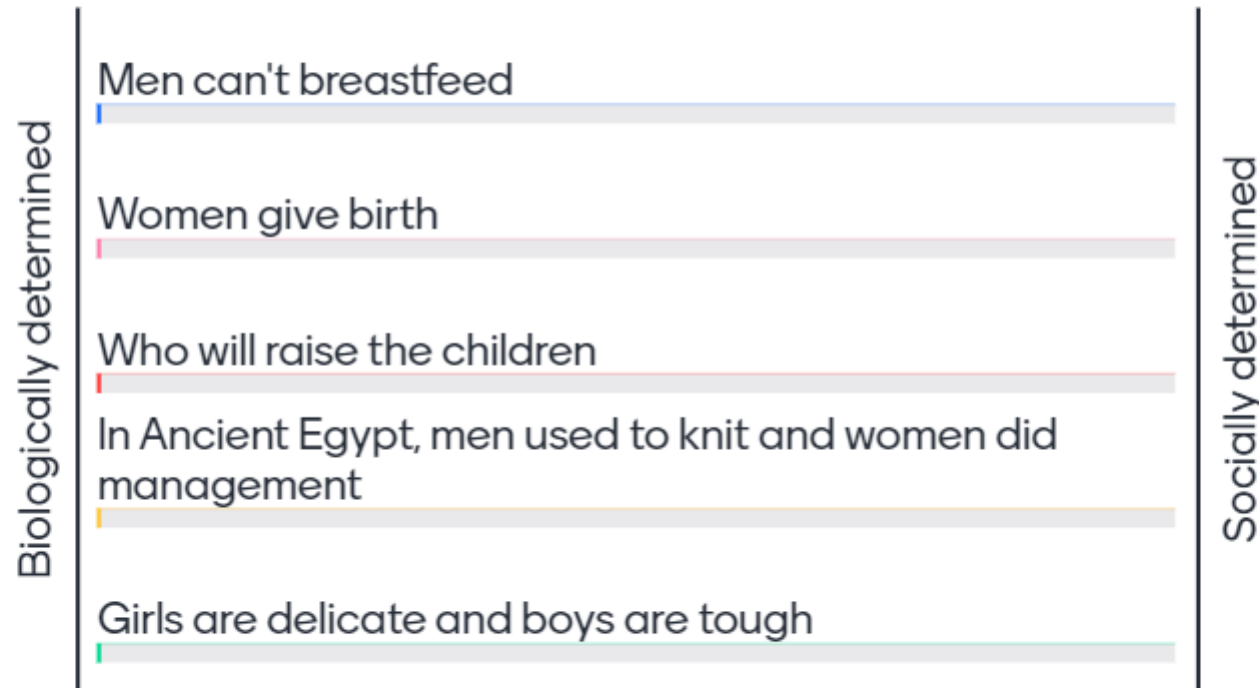 Biologically determined
Men can't breastfeed
Women give birth
Who will raise the children
In Ancient Egypt, men used to knit and women did
management
Girls are delicate and boys are tough
Socially determined